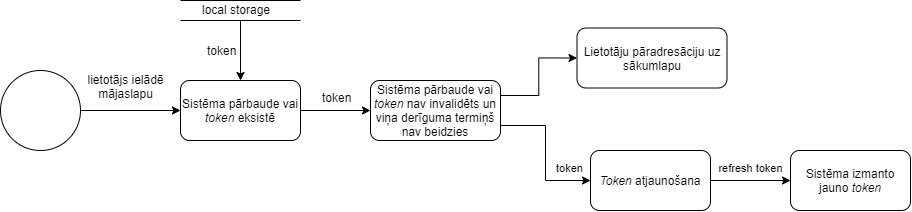 local storage
token
lietotājs ielādē
mājaslapu
Sistēma pārbaude vai
token eksistē
token
Sistēma pārbaude vai
token nav invalidēts un
viņa derīguma termiņš
nav beidzies
Lietotāju pāradresāciju uz
sākumlapu
token
Token atjaunošana
refresh token
Sistēma izmanto
jauno token